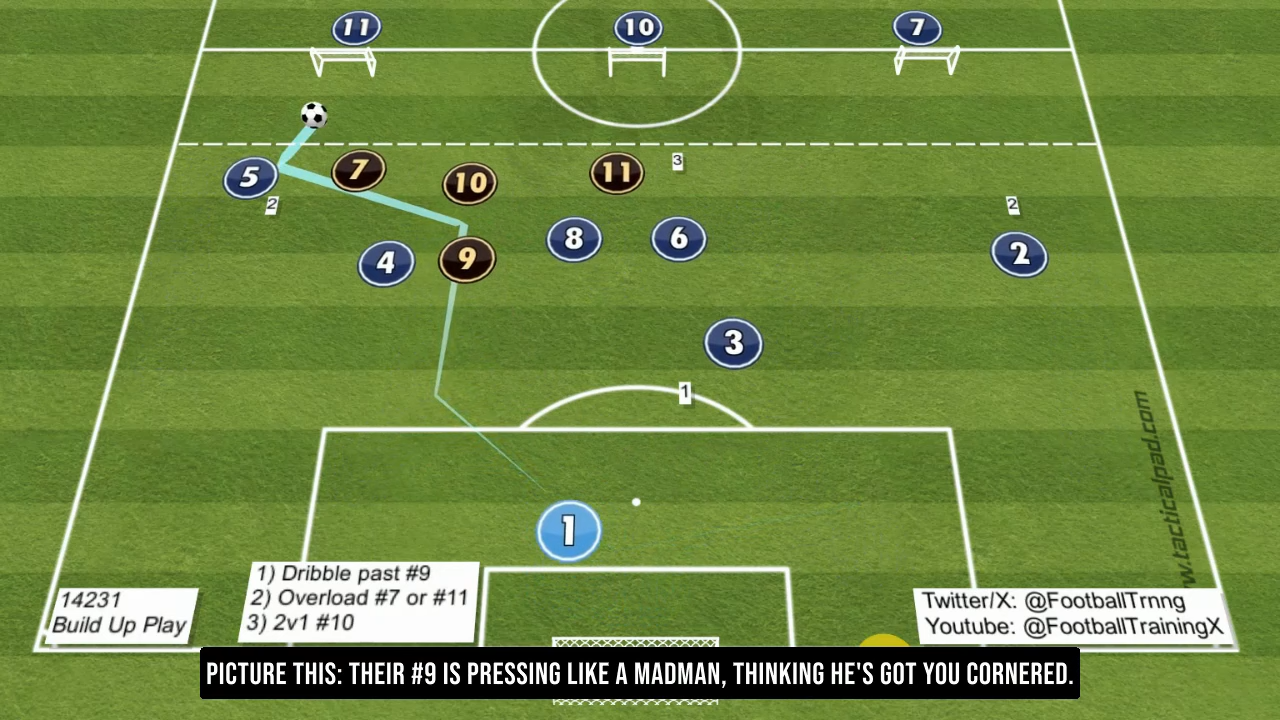 11
10
7
3
5
7
10
11
2
2
8
6
4
9
2
3
1
www.tacticalpad.com
1
1) Dribble past #9
2) Overload #7 or #11
3) 2v1 #10
14231
Build Up Play
Twitter/X: @FootballTrnng
Youtube: @FootballTrainingX
PICTURE THIS: THEIR #9 IS PRESSING LIKE A MADMAN, THINKING HE'S GOT YOU CORNERED.